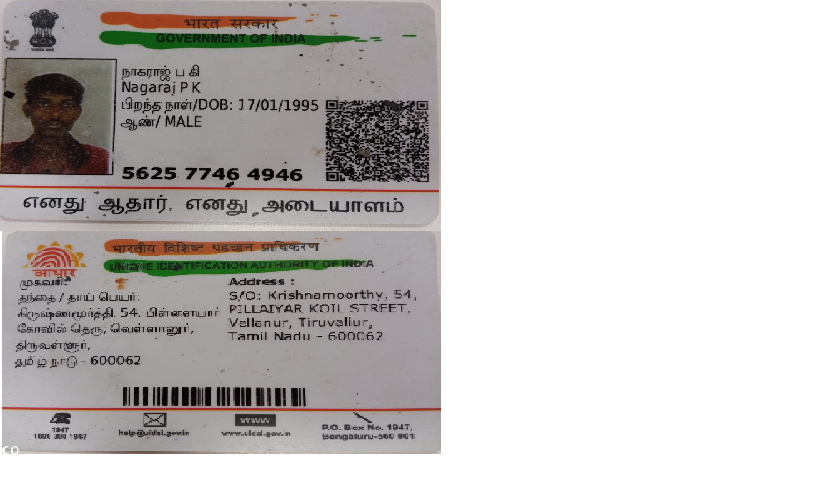 भारत सरकार
GOVERNMENT OF INDIA
நாகராஜ் ப கி
Nagaraj P K
பிறந்த நாள்/DOB: 17/01/1995
ஆண்/ MALE
5625 7746 4946
எனது ஆதார், எனது அடையாளம்
भारतीय विशिष्ट पहचान प्राधिकरण
UNIQUE IDENTIFICATION AUTHORITY OF INDIA
आधार
முகவரி:
தந்தை / தாய் பெயர்:
கிருஷ்ணமுர்த்தி, 54, பிள்ளையார்
கோவில் தெரு, வெள்ளானூர்,
திருவள்ளூர்,
தமிழ் நாடு - 600062
Address :
S/O: Krishnamoorthy, 54,
PILLAIYAR KOIL STREET,
Vellanur, Tiruvallur,
Tamil Nadu - 600062
1947
1800 300 1947
help@uidai.gov.in
www
www.uidai.gov.in
P.O. Box No. 1947,
Bengaluru-560 001
co